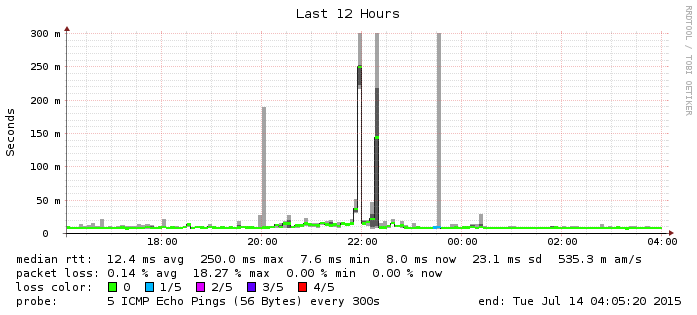 Last 12 Hours
RRDTOOL / TOBI OETIKER
Seconds
300 m
250 m
200 m
150 m
100 m
50 m
0
18:00 20:00 22:00 00:00 02:00 04:00
median rtt: 12.4 ms avg 250.0 ms max 7.6 ms min 8.0 ms now 23.1 ms sd 535.3 m am/s
packet loss: 0.14 % avg 18.27 % max 0.00 % min 0.00 % now
loss color: 0 1/5 2/5 3/5 4/5
probe: 5 ICMP Echo Pings (56 Bytes) every 300s end: Tue Jul 14 04:05:20 2015